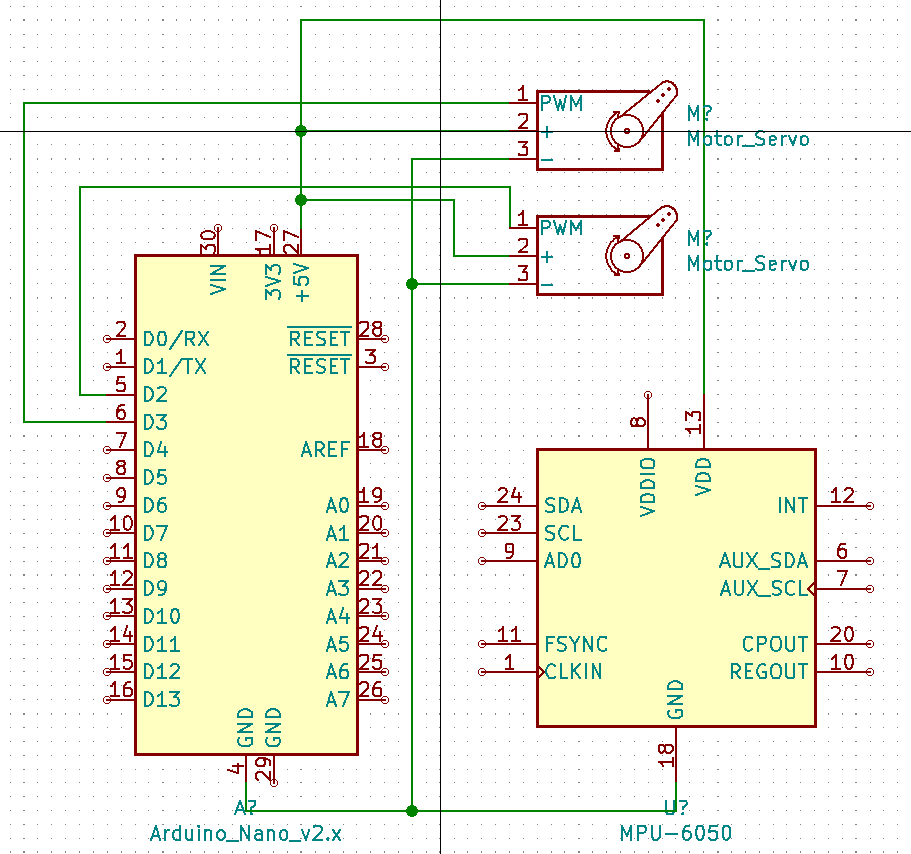 1 PWM
2 +
3 −
M?
Motor_Servo
1 PWM
2 +
3 −
M?
Motor_Servo
30 17 27
VIN 3V3 +5V
2 D0/RX RESET 28
1 D1/TX RESET 3
5 D2
6 D3
7 D4 AREF 18
8 D5
9 D6 A0 19
10 D7 A1 20
11 D8 A2 21
12 D9 A3 22
13 D10 A4 23
14 D11 A5 24
15 D12 A6 25
16 D13 A7 26
GND GND
4 29
A?
Arduino_Nano_v2.x
8 13
VDDIO VDD
24 SDA INT 12
23 SCL
9 AD0 AUX_SDA 6
AUX_SCL 7
11 FSYNC CPOUT 20
1 CLKIN REGOUT 10
GND
18
U?
MPU-6050